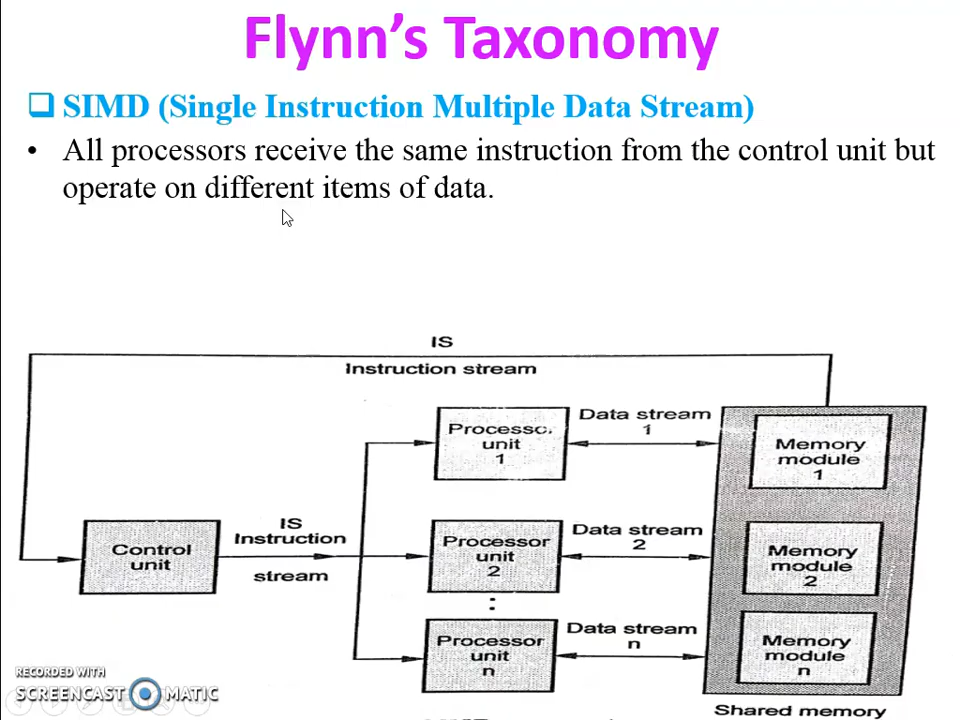 Flynn's Taxonomy
SIMD (Single Instruction Multiple Data Stream)
• All processors receive the same instruction from the control unit but
operate on different items of data.
IS
Instruction stream
Processor
unit
1
Data stream
1
Memory
module
1
Control
unit
IS
Instruction
stream
Processor
unit
2
Data stream
2
Memory
module
2
:
Processor
unit
n
Data stream
n
Memory
module
n
Shared memory
RECORDED WITH
SCREENCAST MATIC